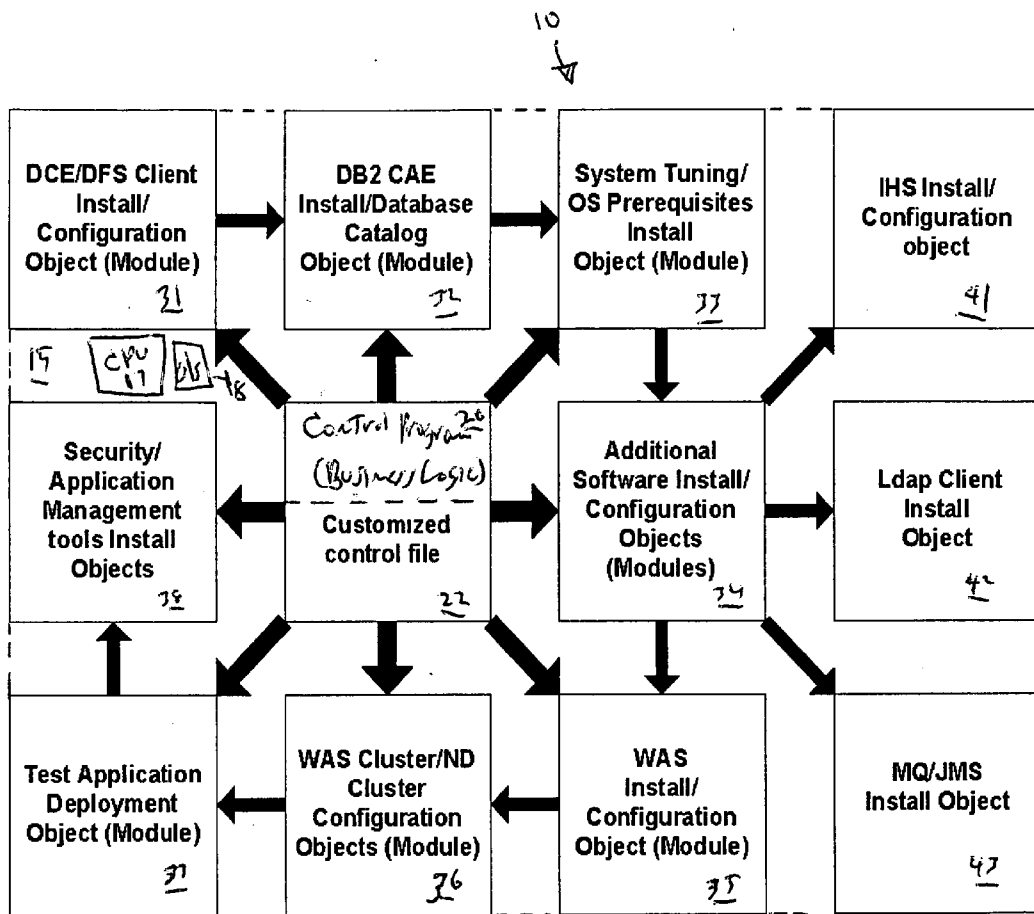 10
DCE/DFS Client
Install/
Configuration
Object (Module)
31
DB2 CAE
Install/Database
Catalog
Object (Module)
32
System Tuning/
OS Prerequisites
Install
Object (Module)
33
IHS Install/
Configuration
object
41
15
CPU
17
18
Security/
Application
Management
tools Install
Objects
38
Control Program 20
(Business Logic)
Customized
control file
22
Additional
Software Install/
Configuration
Objects
(Modules)
34
Ldap Client
Install
Object
42
Test Application
Deployment
Object (Module)
37
WAS Cluster/ND
Cluster
Configuration
Objects (Module)
36
WAS
Install/
Configuration
Object (Module)
35
MQ/JMS
Install Object
43